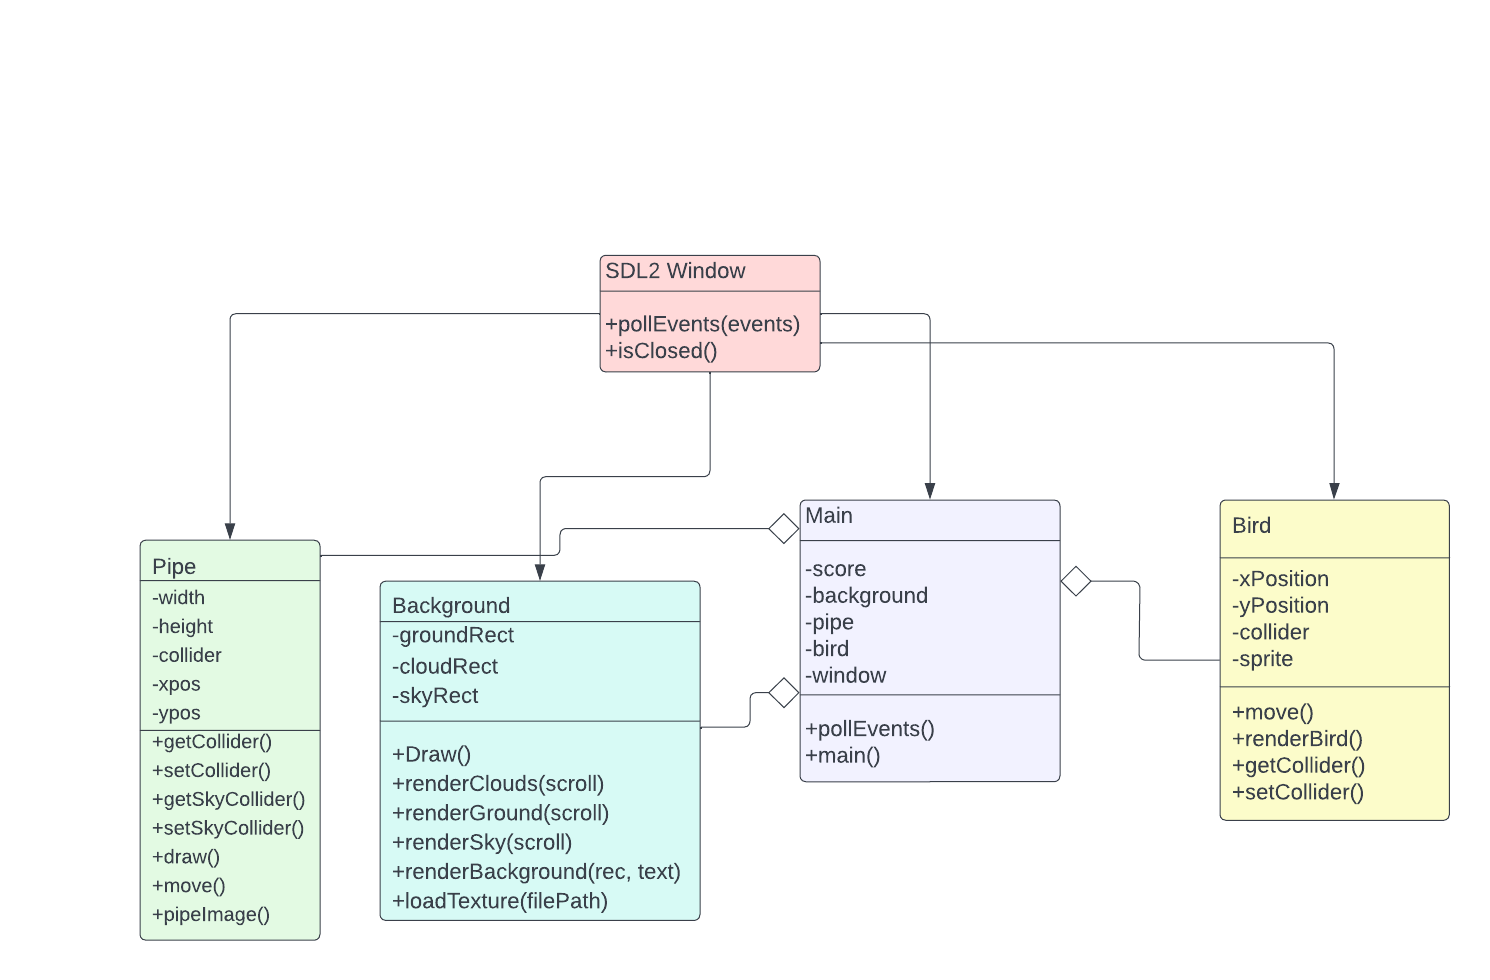 SDL2 Window
+pollEvents(events)
+isClosed()
Pipe
-width
-height
-collider
-xpos
-ypos
+getCollider()
+setCollider()
+getSkyCollider()
+setSkyCollider()
+draw()
+move()
+pipeImage()
Background
-groundRect
-cloudRect
-skyRect
+Draw()
+renderClouds(scroll)
+renderGround(scroll)
+renderSky(scroll)
+renderBackground(rec, text)
+loadTexture(filePath)
Main
-score
-background
-pipe
-bird
-window
+pollEvents()
+main()
Bird
-xPosition
-yPosition
-collider
-sprite
+move()
+renderBird()
+getCollider()
+setCollider()